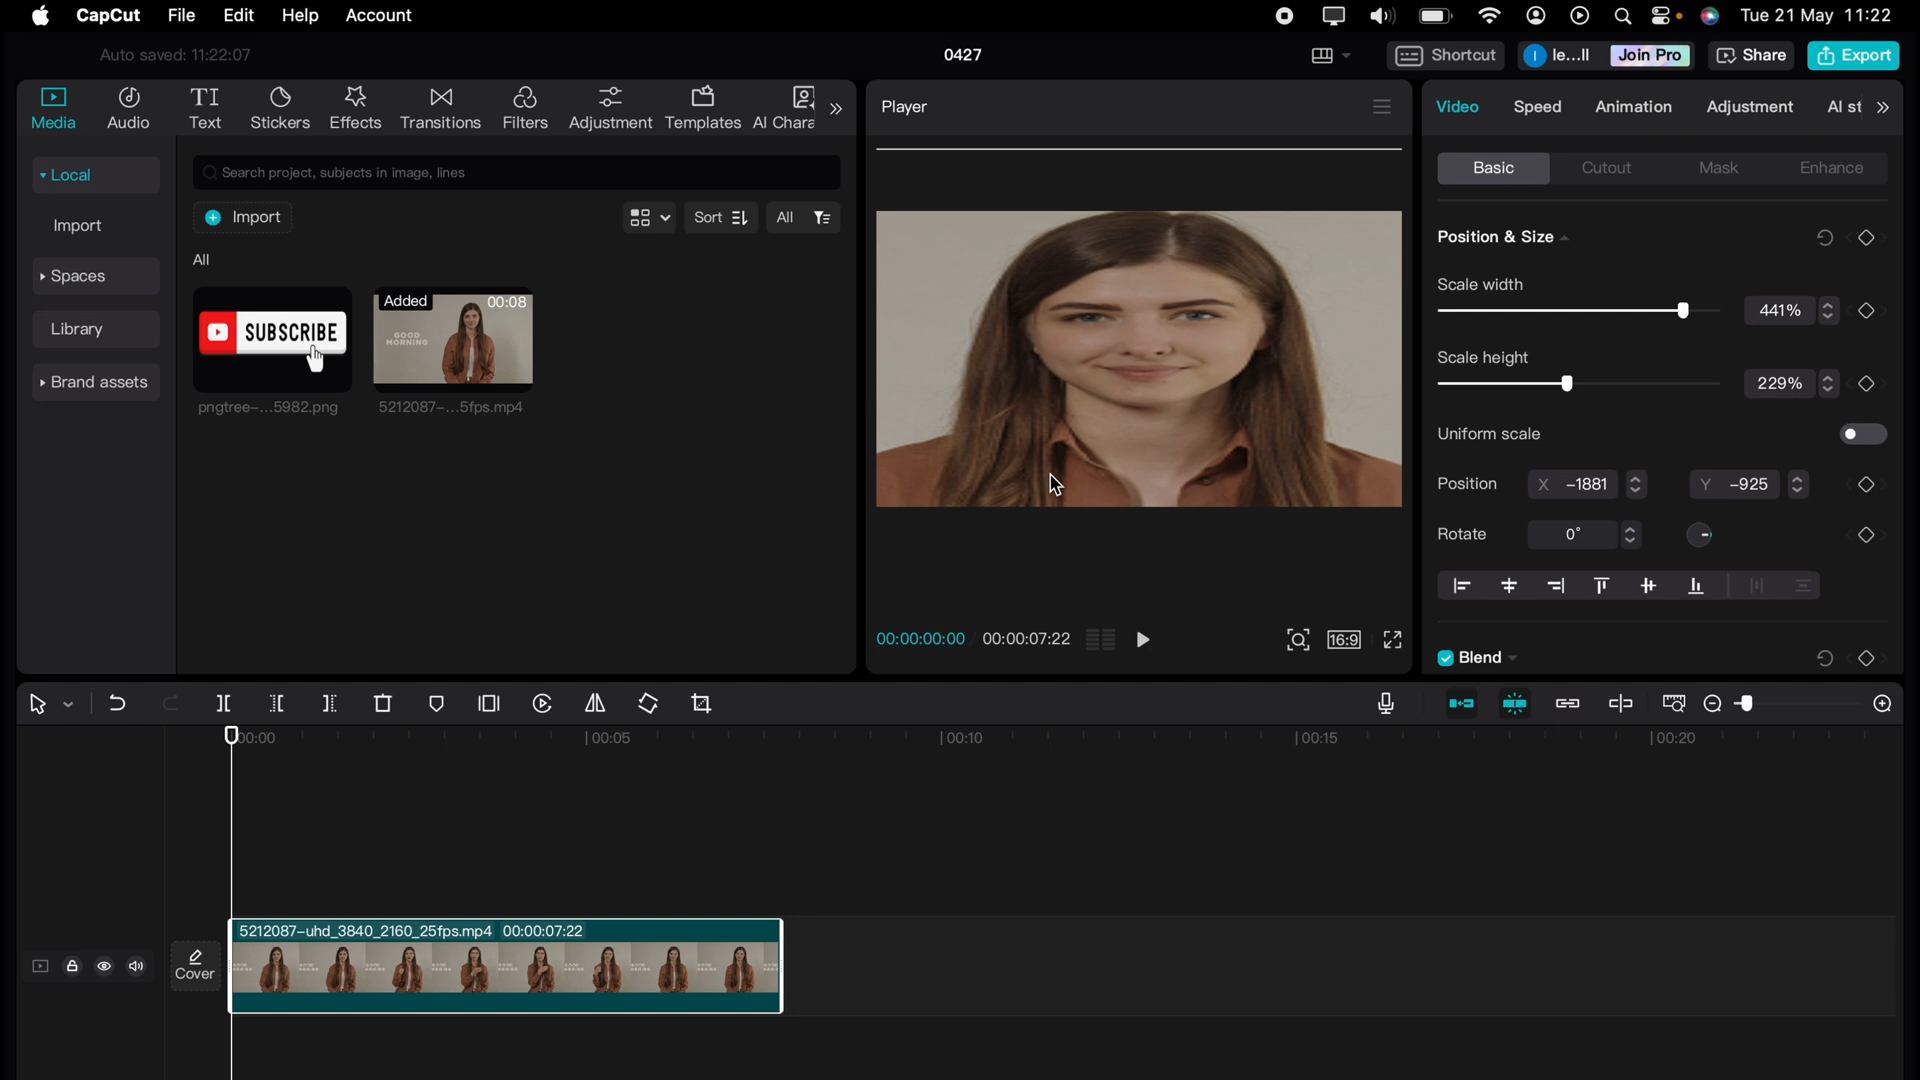 CapCut File Edit Help Account Tue 21 May 11:22
Auto saved: 11:22:07 0427 Shortcut I le...ll Join Pro Share Export
Media Audio Text Stickers Effects Transitions Filters Adjustment Templates AI Chara
Local
Import
Spaces
Library
Brand assets
Search project, subjects in image, lines
Import Sort All
All
SUBSCRIBE
Added 00:08
GOOD
MORNING
pngtree-...5982.png 5212087-...5fps.mp4
Player
00:00:00:00 00:00:07:22 16:9
Video Speed Animation Adjustment AI st
Basic Cutout Mask Enhance
Position & Size
Scale width
441%
Scale height
229%
Uniform scale
Position X -1881 Y -925
Rotate 0°
Blend
00:00 00:05 00:10 00:15 00:20
Cover
5212087-uhd_3840_2160_25fps.mp4 00:00:07:22